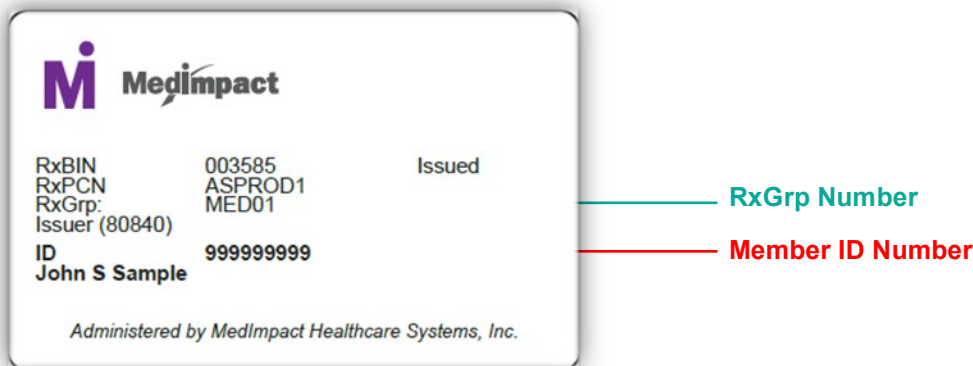 Medimpact
RxBIN 003585 Issued
RxPCN ASPROD1
RxGrp: MED01
Issuer (80840)
ID 999999999
John S Sample
Administered by MedImpact Healthcare Systems, Inc.
RxGrp Number
Member ID Number